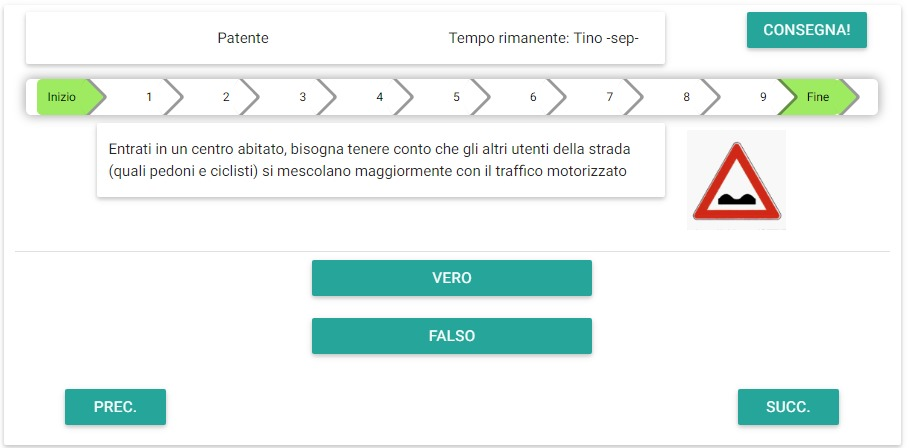 Patente
Tempo rimanente: Tino -sep-
CONSEGNA!
Inizio 1 2 3 4 5 6 7 8 9 Fine
Entrati in un centro abitato, bisogna tenere conto che gli altri utenti della strada
(quali pedoni e ciclisti) si mescolano maggiormente con il traffico motorizzato
VERO
FALSO
PREC.
SUCC.